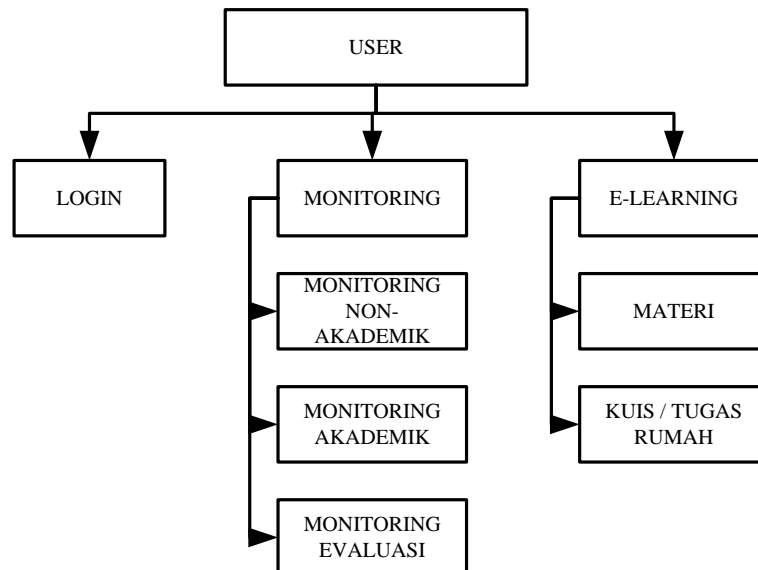 USER
LOGIN
MONITORING
E-LEARNING
MONITORING
NON-
AKADEMIK
MATERI
MONITORING
AKADEMIK
KUIS / TUGAS
RUMAH
MONITORING
EVALUASI